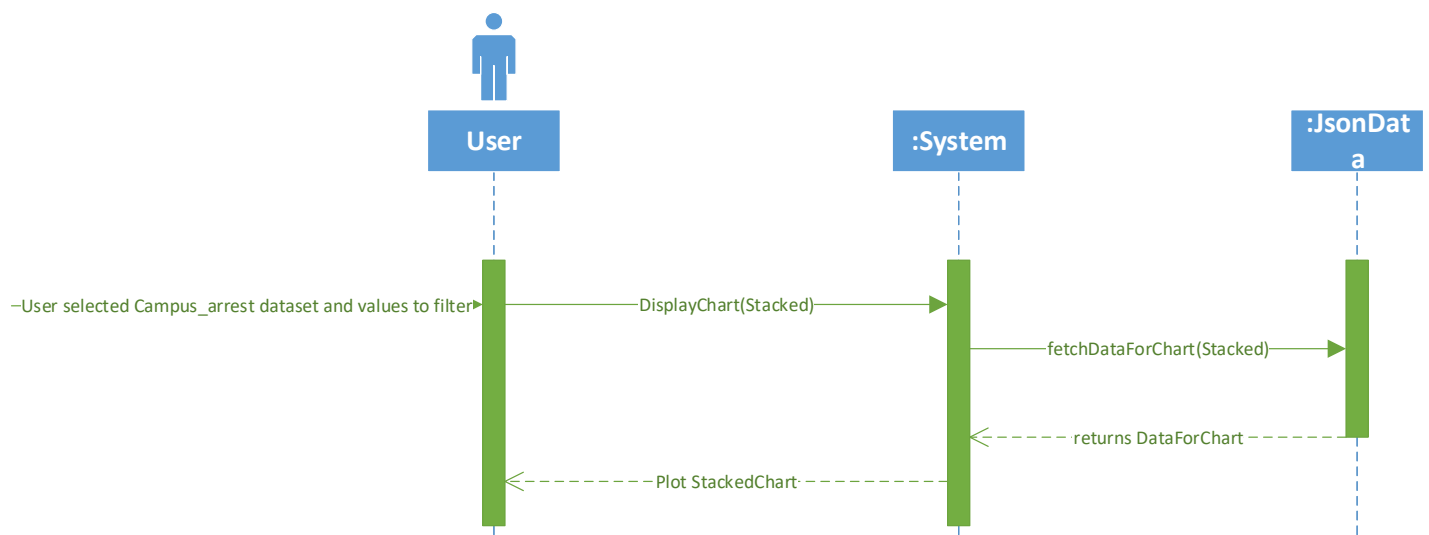 User
:System
:JsonDat
a
User selected Campus_arrest dataset and values to filter
DisplayChart(Stacked)
fetchDataForChart(Stacked)
returns DataForChart
Plot StackedChart